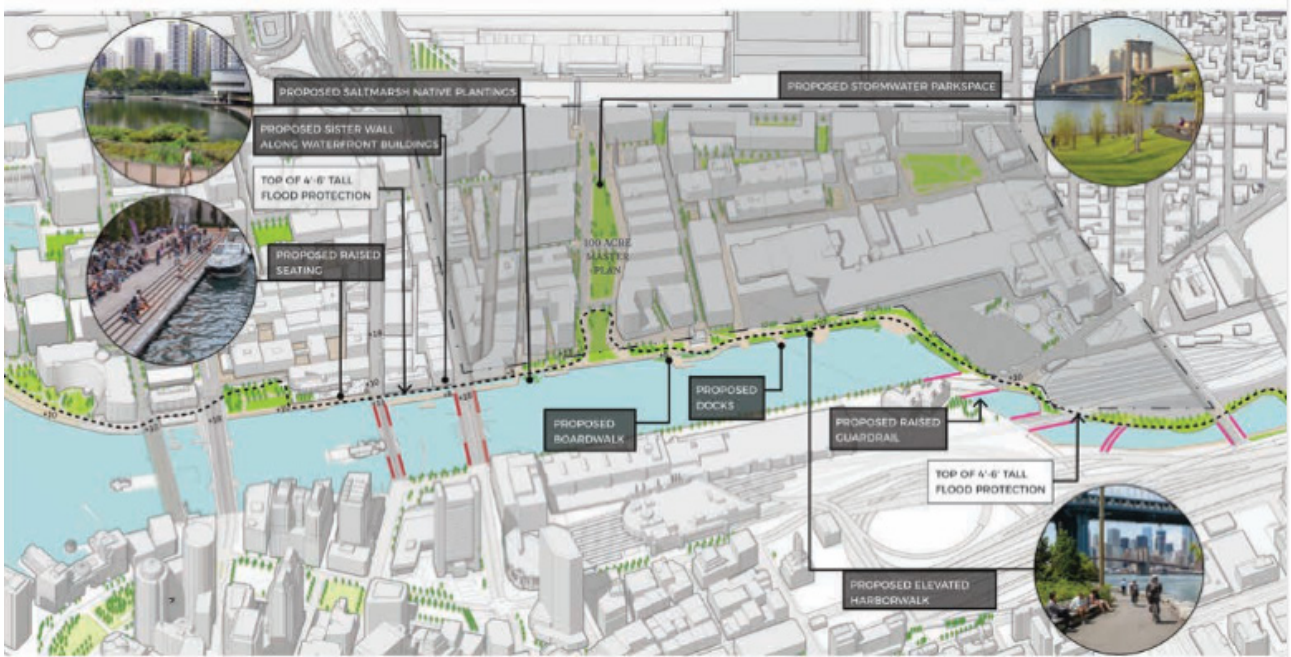 PROPOSED SALTMARSH NATIVE PLANTINGS
PROPOSED STORMWATER PARKSPACE
PROPOSED SISTER WALL
ALONG WATERFRONT BUILDINGS
TOP OF 4'-6' TALL
FLOOD PROTECTION
PROPOSED RAISED
SEATING
100 ACRE
MASTER
PLAN
PROPOSED
DOCKS
PROPOSED
BOARDWALK
PROPOSED RAISED
GUARDRAIL
TOP OF 4'-6' TALL
FLOOD PROTECTION
PROPOSED ELEVATED
HARBORWALK